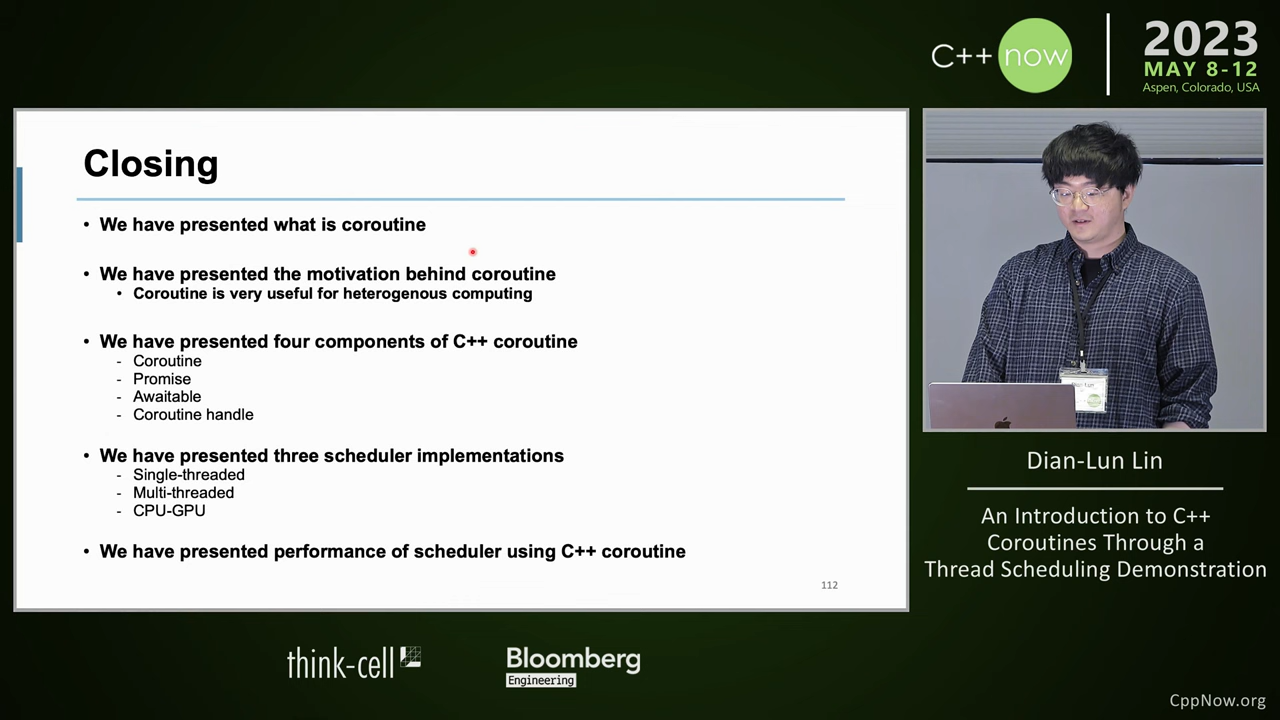 C++ now
2023
MAY 8-12
Aspen, Colorado, USA
Closing
• We have presented what is coroutine
• We have presented the motivation behind coroutine
• Coroutine is very useful for heterogenous computing
• We have presented four components of C++ coroutine
- Coroutine
- Promise
- Awaitable
- Coroutine handle
• We have presented three scheduler implementations
- Single-threaded
- Multi-threaded
- CPU-GPU
• We have presented performance of scheduler using C++ coroutine
112
Dian-Lun Lin
An Introduction to C++
Coroutines Through a
Thread Scheduling Demonstration
think-cell
Bloomberg
Engineering
CppNow.org